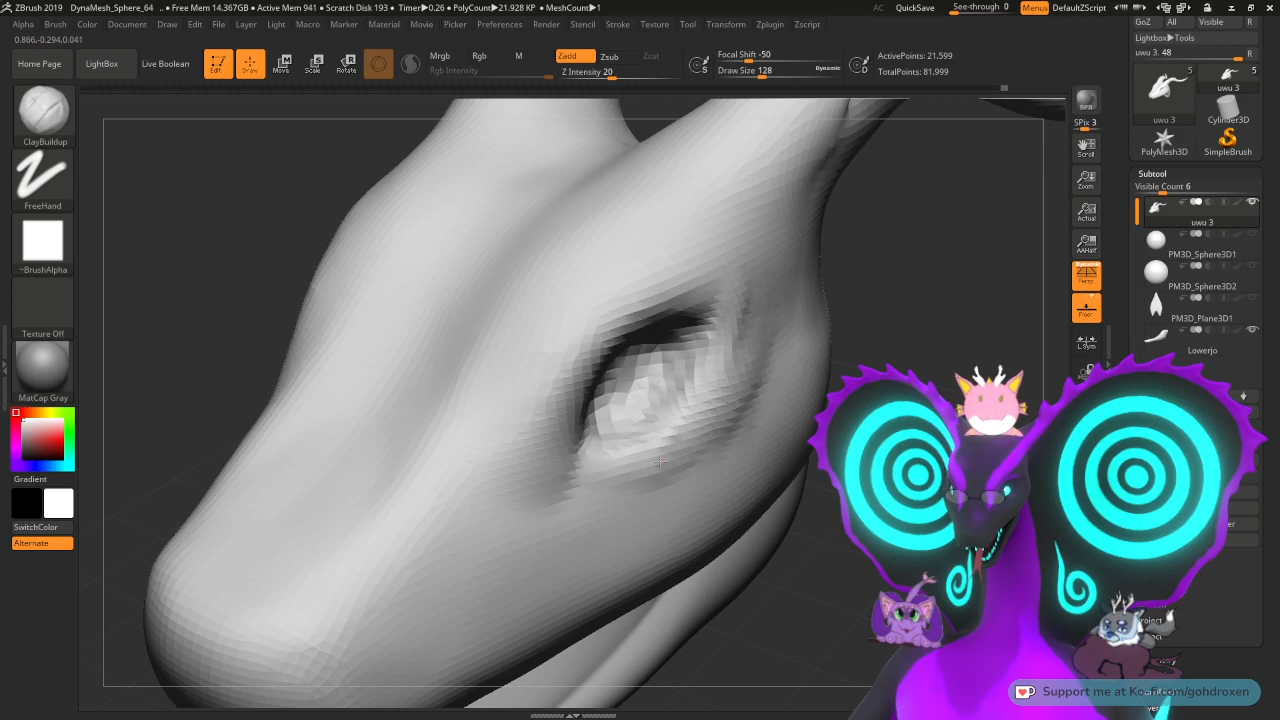 ZBrush 2019 DynaMesh_Sphere_64 .. • Free Mem 14.367GB • Active Mem 941 • Scratch Disk 193 • Timer▶0.26 • PolyCount▶21.928 KP • MeshCount▶1 AC QuickSave See-through 0 Menus DefaultZScript
Alpha Brush Color Document Draw Edit File Layer Light Macro Marker Material Movie Picker Preferences Render Stencil Stroke Texture Tool Transform Zplugin Zscript
0.866,-0.294,0.041
Home Page LightBox Live Boolean Edit Draw Move Scale Rotate
Mrgb Rgb M Zadd Zsub Zcut
Rgb Intensity Z Intensity 20
S Focal Shift -50 Draw Size 128 Dynamic D
ActivePoints: 21,599
TotalPoints: 81,999
GoZ All Visible R
Lightbox▶Tools
uwu 3. 48 R
5 5
uwu 3
uwu 3 Cylinder3D
PolyMesh3D SimpleBrush
Subtool
Visible Count 6
uwu 3
PM3D_Sphere3D1
PM3D_Sphere3D2
PM3D_Plane3D1
Lowerjo
ClayBuildup
FreeHand
~BrushAlpha
Texture Off
MatCap Gray
Gradient
SwitchColor
Alternate
BPR
SPix 3
Scroll
Zoom
Actual
AAHalf
Dynamic
Persp
Floor
L.Sym
Support me at Ko-fi.com/gohdroxen